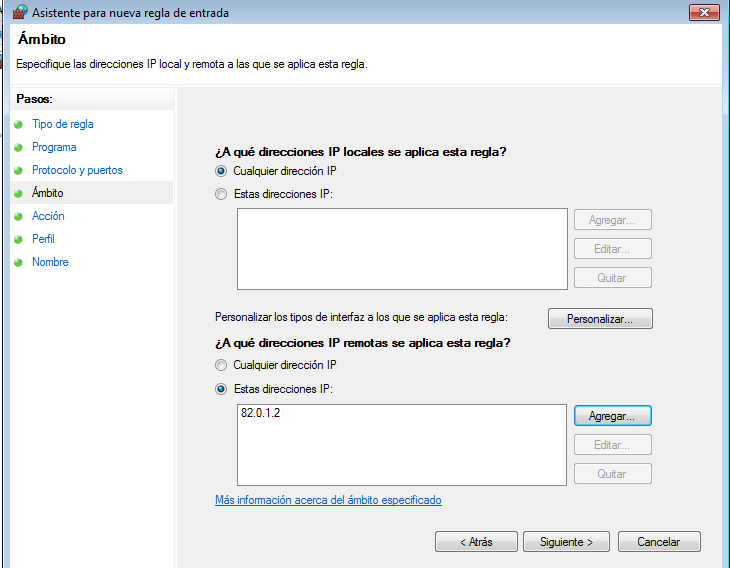 Asistente para nueva regla de entrada
Ámbito
Especifique las direcciones IP local y remota a las que se aplica esta regla.
Pasos:
Tipo de regla
Programa
Protocolo y puertos
Ámbito
Acción
Perfil
Nombre
¿A qué direcciones IP locales se aplica esta regla?
Cualquier dirección IP
Estas direcciones IP:
Agregar...
Editar...
Quitar
Personalizar los tipos de interfaz a los que se aplica esta regla:
Personalizar...
¿A qué direcciones IP remotas se aplica esta regla?
Cualquier dirección IP
Estas direcciones IP:
82.0.1.2
Agregar...
Editar...
Quitar
Más información acerca del ámbito especificado
< Atrás
Siguiente >
Cancelar